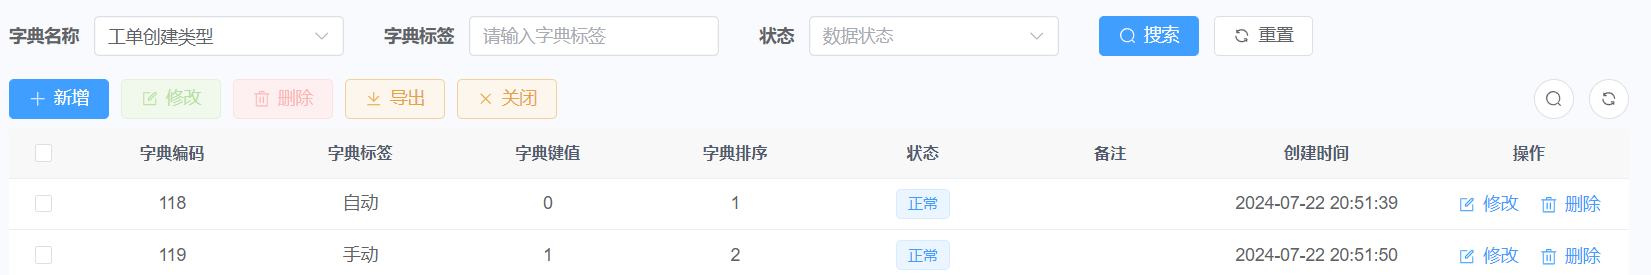 字典名称 工单创建类型 字典标签 请输入字典标签 状态 数据状态 搜索 重置
新增 修改 删除 导出 关闭
字典编码 字典标签 字典键值 字典排序 状态 备注 创建时间 操作
118 自动 0 1 正常 2024-07-22 20:51:39 修改 删除
119 手动 1 2 正常 2024-07-22 20:51:50 修改 删除